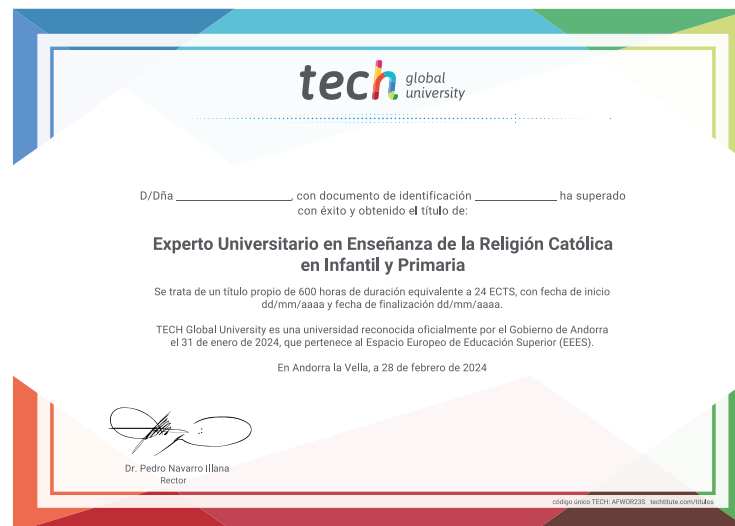 tech global university
D/Dña ____________________, con documento de identificación ______________ ha superado
con éxito y obtenido el título de:
Experto Universitario en Enseñanza de la Religión Católica
en Infantil y Primaria
Se trata de un título propio de 600 horas de duración equivalente a 24 ECTS, con fecha de inicio
dd/mm/aaaa y fecha de finalización dd/mm/aaaa.
TECH Global University es una universidad reconocida oficialmente por el Gobierno de Andorra
el 31 de enero de 2024, que pertenece al Espacio Europeo de Educación Superior (EEES).
En Andorra la Vella, a 28 de febrero de 2024
Dr. Pedro Navarro Illana
Rector
código único TECH: AFWOR23S techtitute.com/titulos